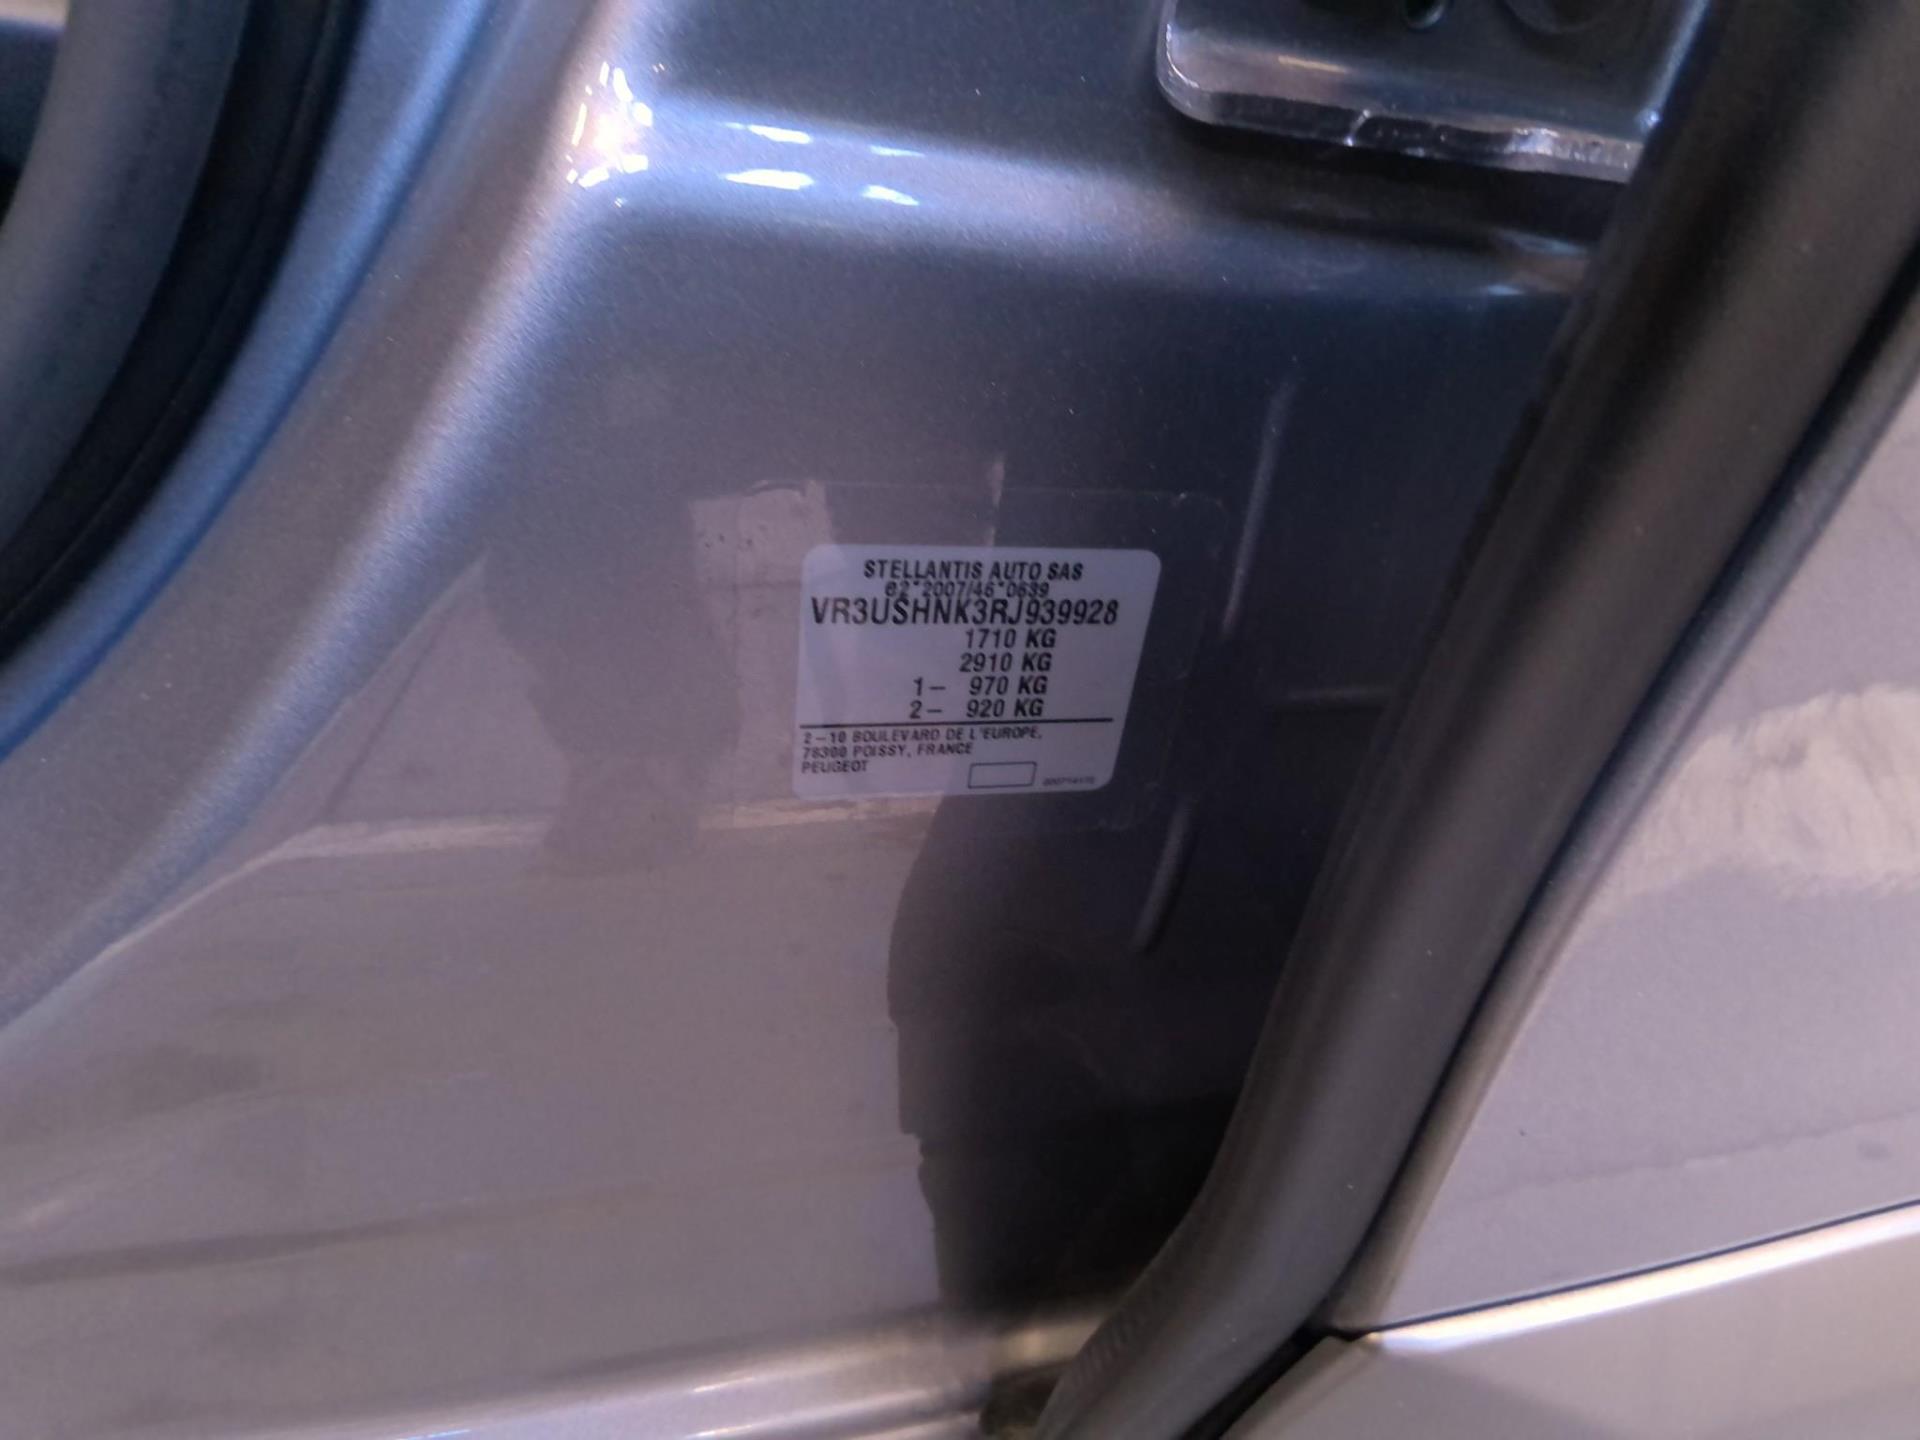 STELLANTIS AUTO SAS
e2*2007/46*0639
VR3USHNK3RJ939928
1710 KG
2910 KG
1- 970 KG
2- 920 KG
2-10 BOULEVARD DE L'EUROPE,
78300 POISSY, FRANCE
PEUGEOT